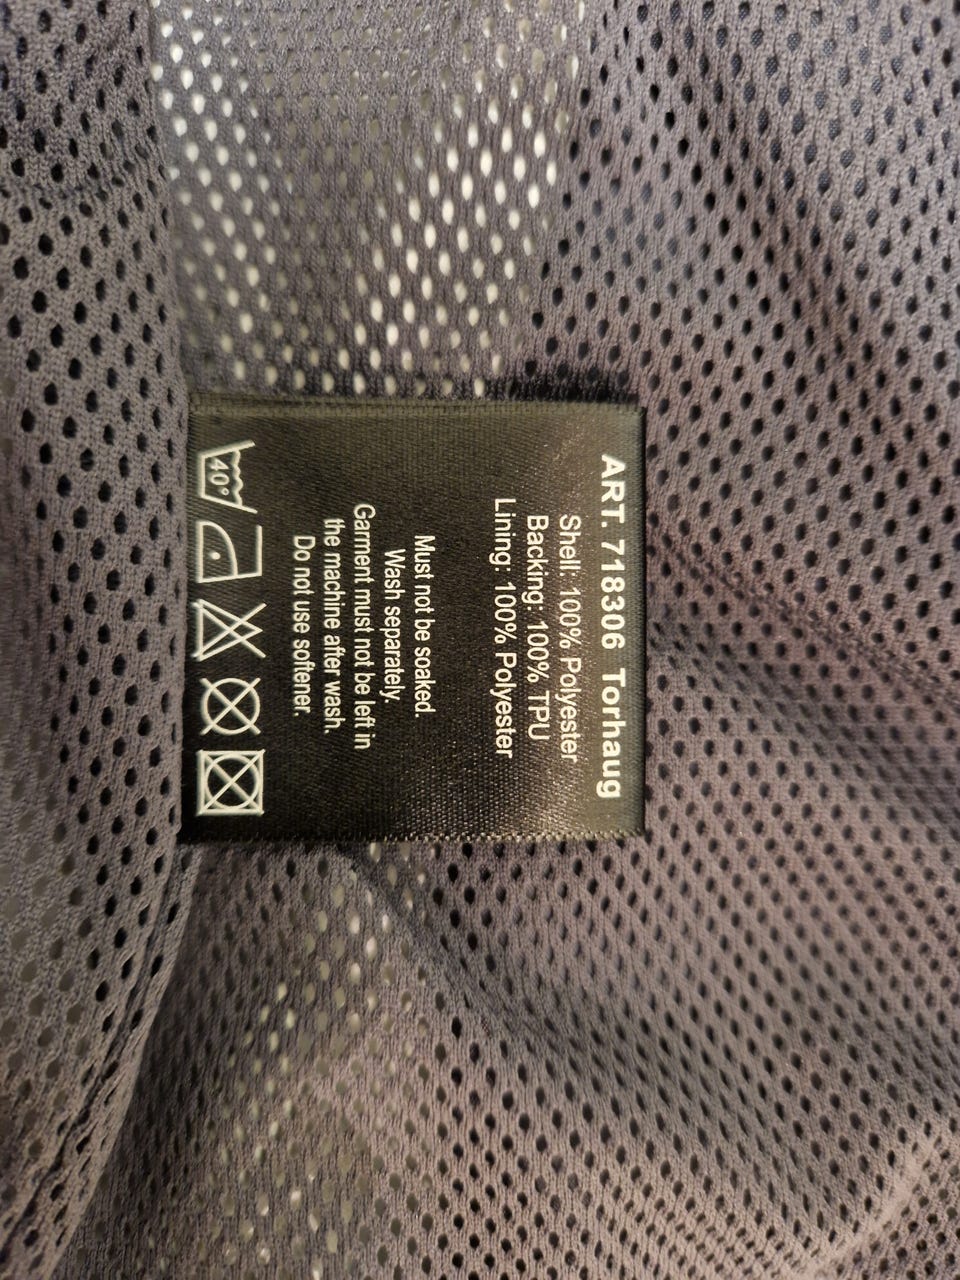 ART. 718306 Torhaug
Shell: 100% Polyester
Backing: 100% TPU
Lining: 100% Polyester
Must not be soaked.
Wash separately.
Garment must not be left in
the machine after wash.
Do not use softener.
40°